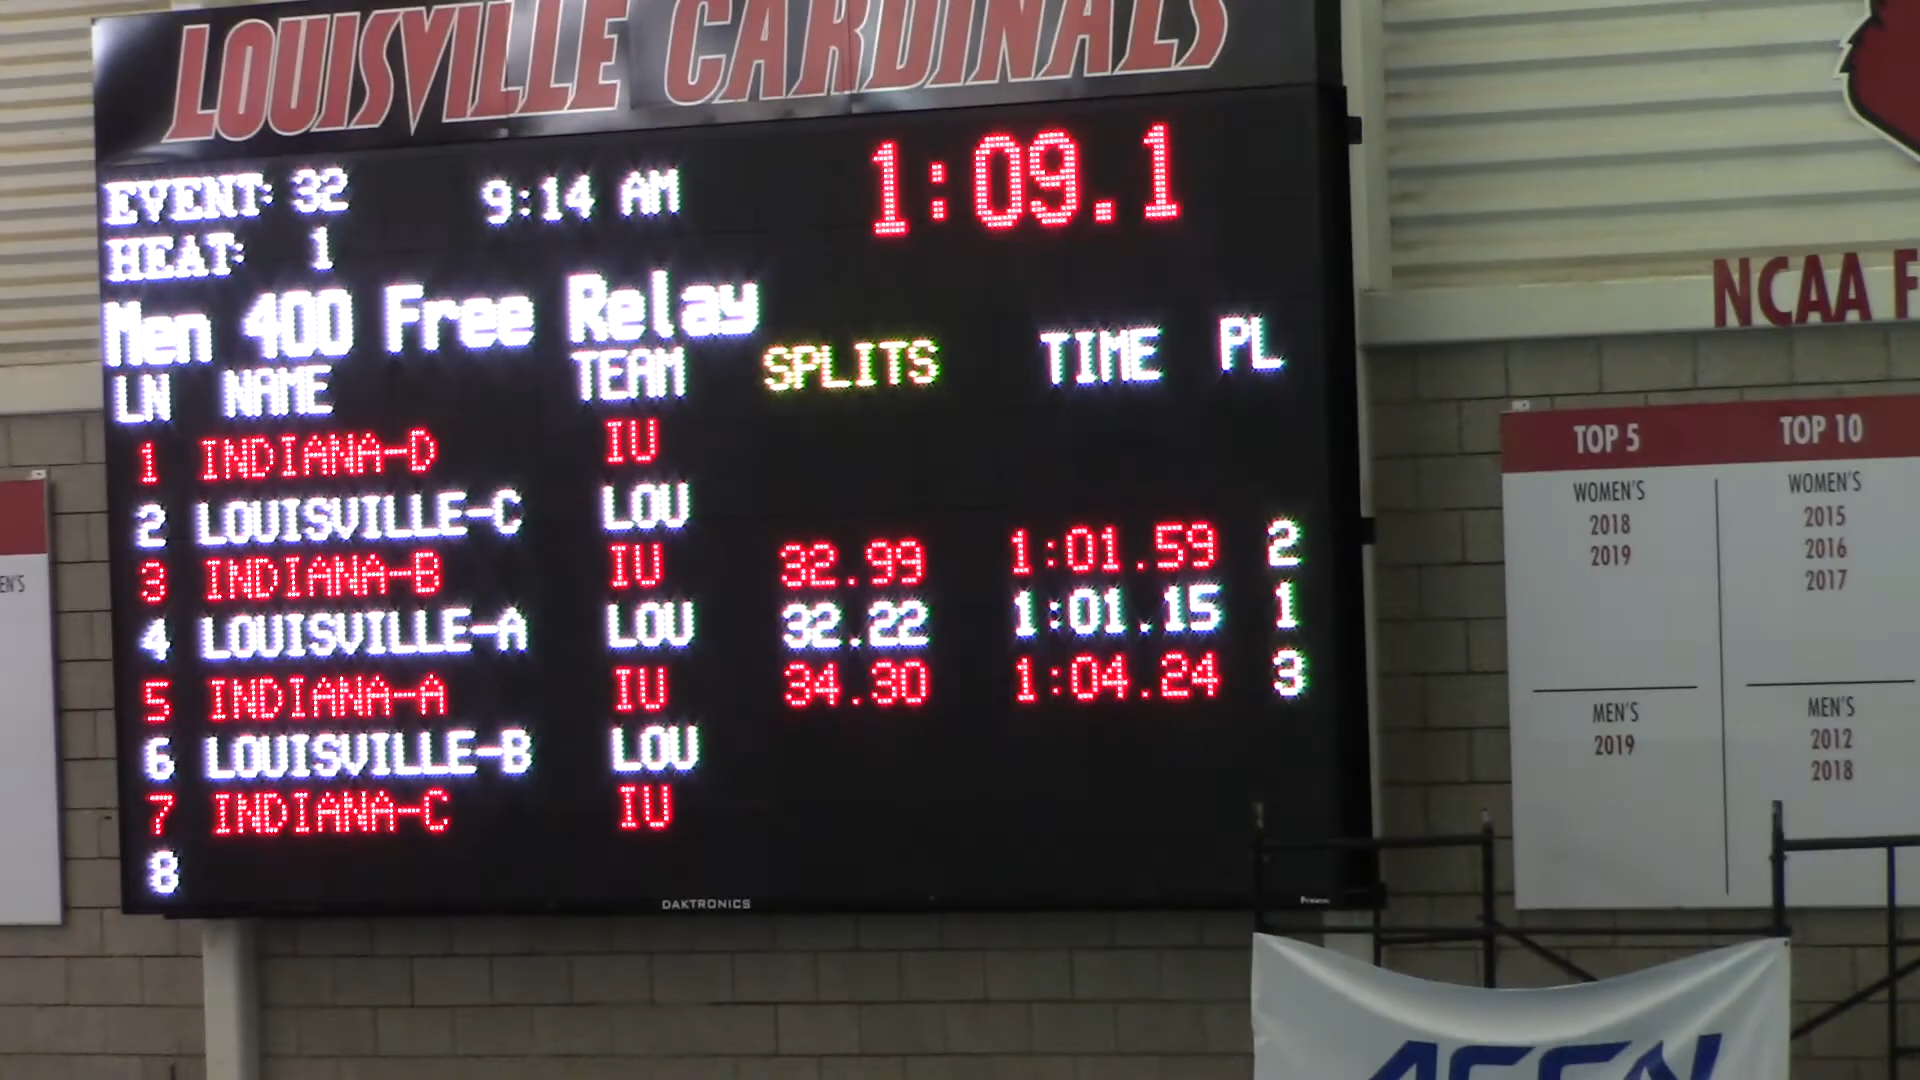 LOUISVILLE CARDINALS
EVENT: 32 9:14 AM 1:09.1
HEAT: 1
Men 400 Free Relay
LN NAME TEAM SPLITS TIME PL
1 INDIANA-D IU
2 LOUISVILLE-C LOU
3 INDIANA-B IU 32.99 1:01.59 2
4 LOUISVILLE-A LOU 32.22 1:01.15 1
5 INDIANA-A IU 34.30 1:04.24 3
6 LOUISVILLE-B LOU
7 INDIANA-C IU
8
DAKTRONICS
NCAA F
TOP 5
WOMEN'S
2018
2019
MEN'S
2019
TOP 10
WOMEN'S
2015
2016
2017
MEN'S
2012
2018
EN'S